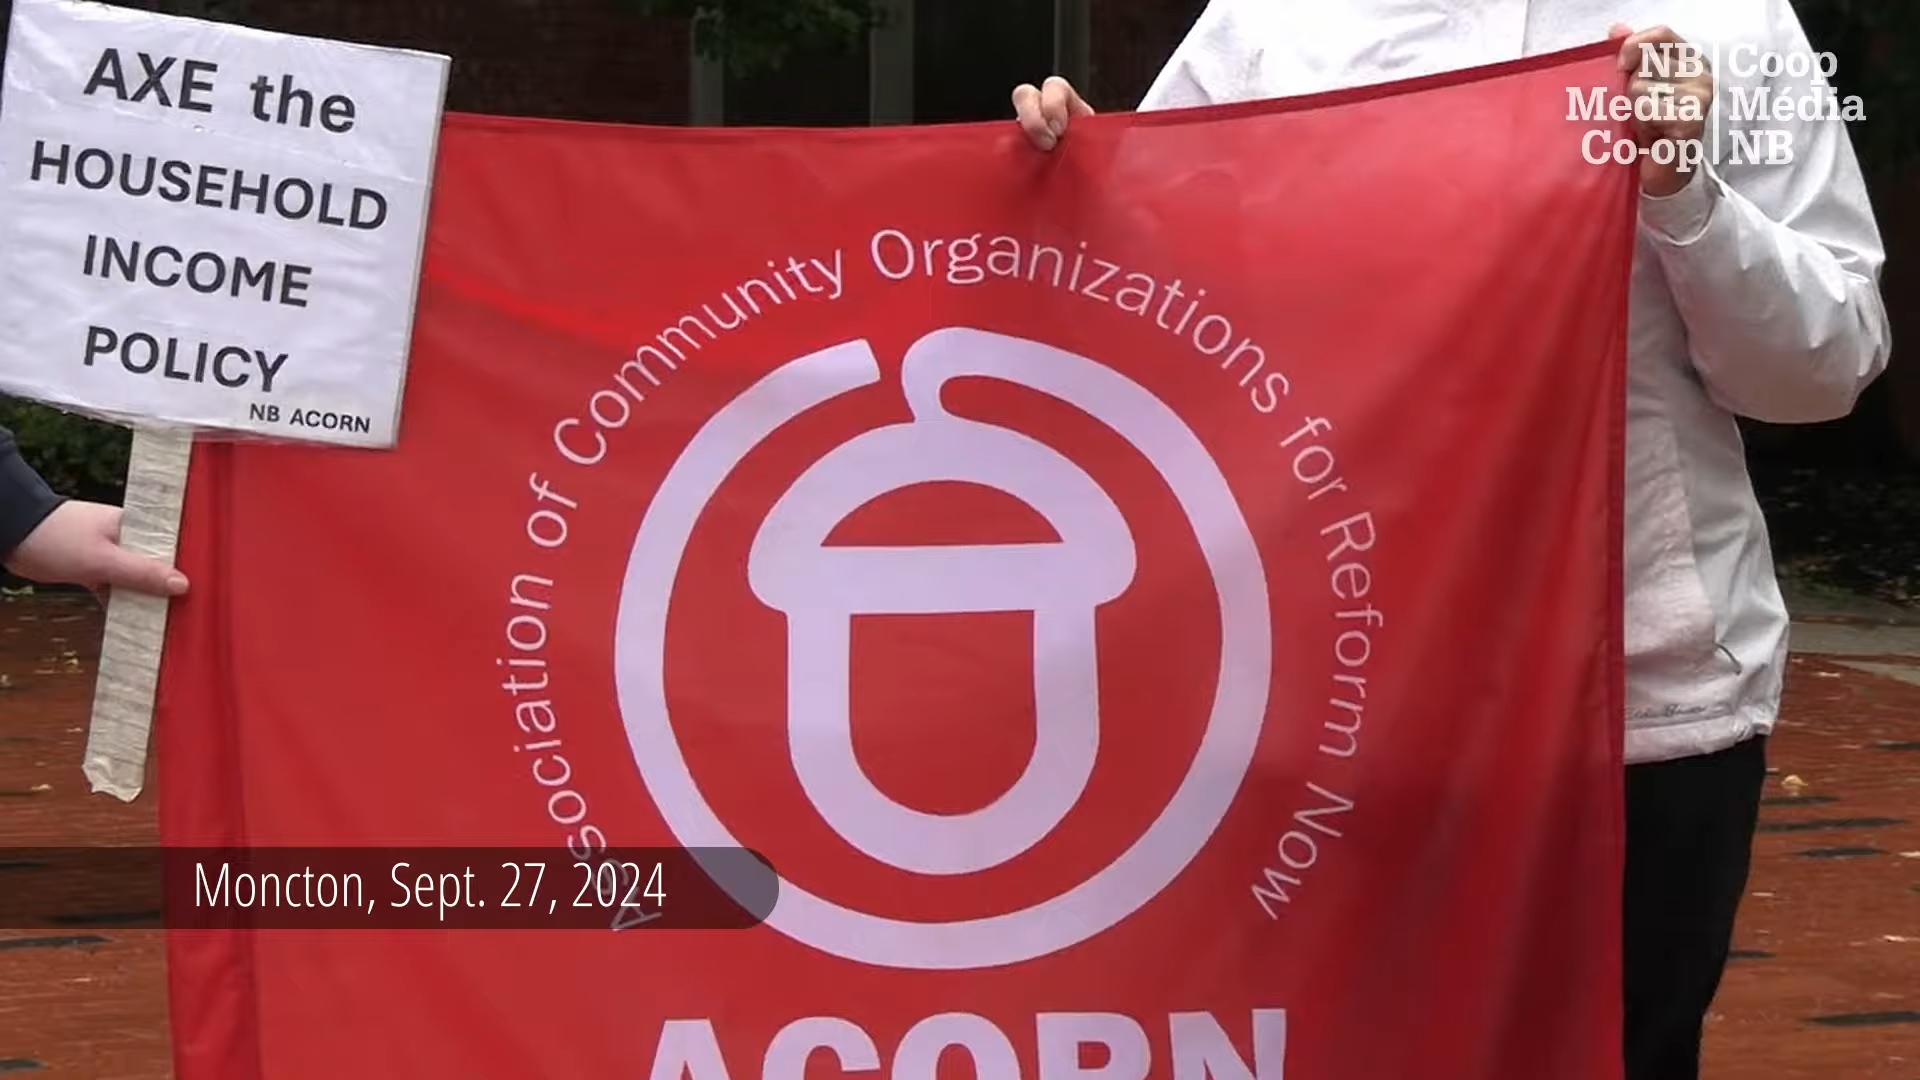 AXE the
HOUSEHOLD
INCOME
POLICY
NB ACORN
NB Media Co-op
Coop Média NB
Association of Community Organizations for Reform Now
ACORN
Moncton, Sept. 27, 2024